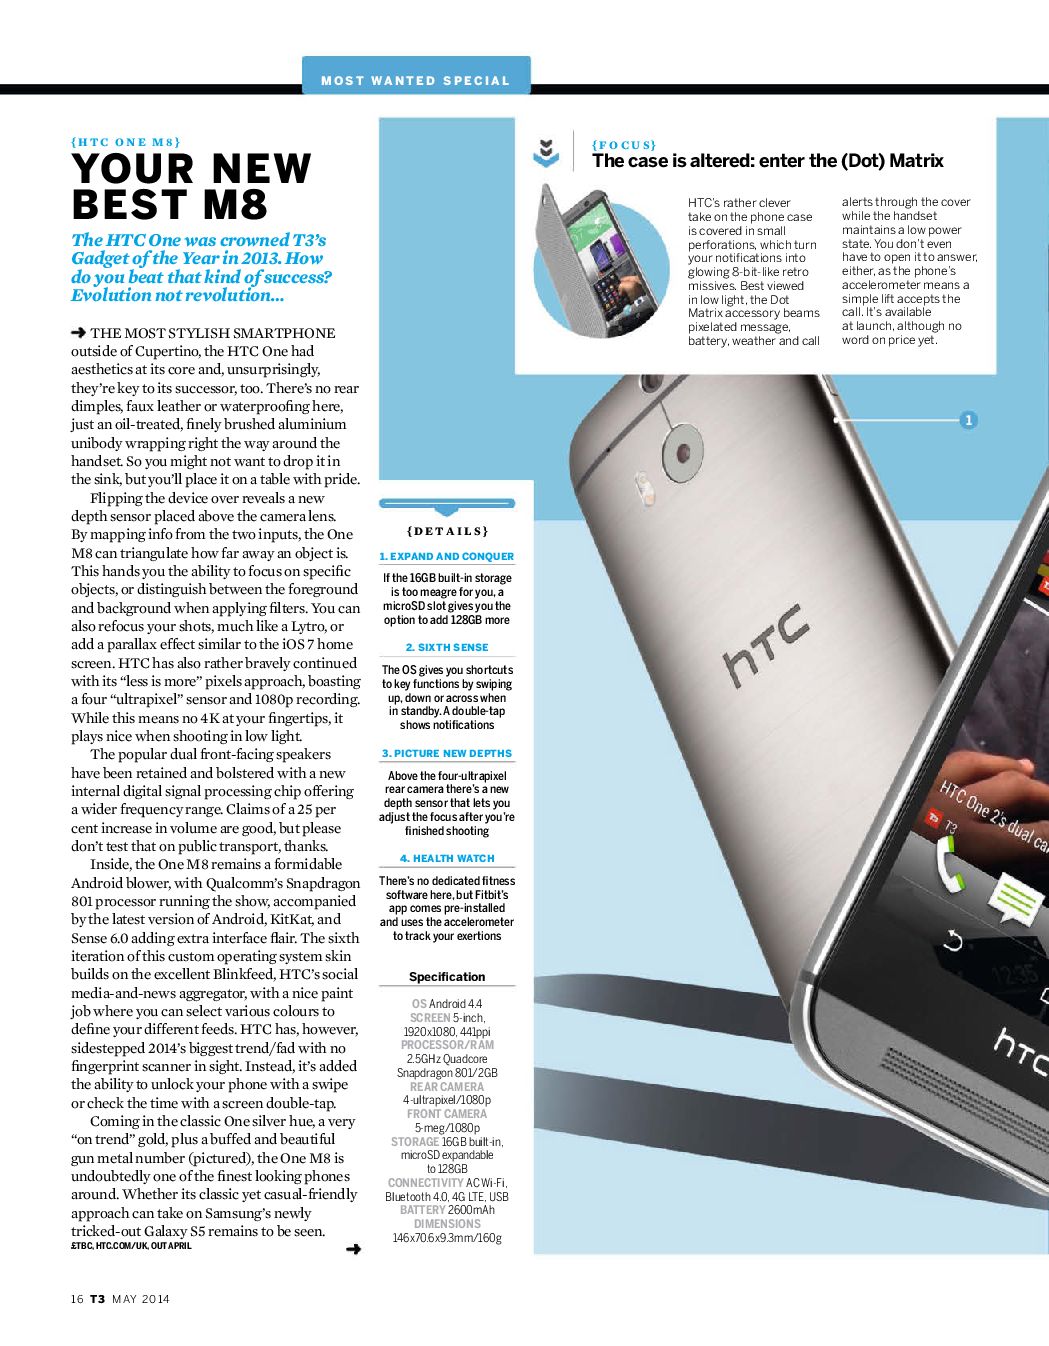 MOST WANTED SPECIAL
{HTC ONE M8}
YOUR NEW
BEST M8
The HTC One was crowned T3's
Gadget of the Year in 2013. How
do you beat that kind of success?
Evolution not revolution...
THE MOST STYLISH SMARTPHONE
outside of Cupertino, the HTC One had
aesthetics at its core and, unsurprisingly,
they're key to its successor, too. There's no rear
dimples, faux leather or waterproofing here,
just an oil-treated, finely brushed aluminium
unibody wrapping right the way around the
handset. So you might not want to drop it in
the sink, but you'll place it on a table with pride.
Flipping the device over reveals a new
depth sensor placed above the camera lens.
By mapping info from the two inputs, the One
M8 can triangulate how far away an object is.
This hands you the ability to focus on specific
objects, or distinguish between the foreground
and background when applying filters. You can
also refocus your shots, much like a Lytro, or
add a parallax effect similar to the iOS 7 home
screen. HTC has also rather bravely continued
with its "less is more" pixels approach, boasting
a four "ultrapixel" sensor and 1080p recording.
While this means no 4K at your fingertips, it
plays nice when shooting in low light.
The popular dual front-facing speakers
have been retained and bolstered with a new
internal digital signal processing chip offering
a wider frequency range. Claims of a 25 per
cent increase in volume are good, but please
don't test that on public transport, thanks.
Inside, the One M8 remains a formidable
Android blower, with Qualcomm's Snapdragon
801 processor running the show, accompanied
by the latest version of Android, KitKat, and
Sense 6.0 adding extra interface flair. The sixth
iteration of this custom operating system skin
builds on the excellent Blinkfeed, HTC's social
media-and-news aggregator, with a nice paint
job where you can select various colours to
define your different feeds. HTC has, however,
sidestepped 2014's biggest trend/fad with no
fingerprint scanner in sight. Instead, it's added
the ability to unlock your phone with a swipe
or check the time with a screen double-tap.
Coming in the classic One silver hue, a very
"on trend" gold, plus a buffed and beautiful
gun metal number (pictured), the One M8 is
undoubtedly one of the finest looking phones
around. Whether its classic yet casual-friendly
approach can take on Samsung's newly
tricked-out Galaxy S5 remains to be seen.
£TBC, HTC.COM/UK, OUT APRIL
{DETAILS}
1. EXPAND AND CONQUER
If the 16GB built-in storage
is too meagre for you, a
microSD slot gives you the
option to add 128GB more
2. SIXTH SENSE
The OS gives you shortcuts
to key functions by swiping
up, down or across when
in standby. A double-tap
shows notifications
3. PICTURE NEW DEPTHS
Above the four-ultrapixel
rear camera there's a new
depth sensor that lets you
adjust the focus after you're
finished shooting
4. HEALTH WATCH
There's no dedicated fitness
software here, but Fitbit's
app comes pre-installed
and uses the accelerometer
to track your exertions
Specification
OS Android 4.4
SCREEN 5-inch,
1920x1080, 441ppi
PROCESSOR/RAM
2.5GHz Quadcore
Snapdragon 801/2GB
REAR CAMERA
4-ultrapixel/1080p
FRONT CAMERA
5-meg/1080p
STORAGE 16GB built-in,
microSD expandable
to 128GB
CONNECTIVITY AC Wi-Fi,
Bluetooth 4.0, 4G LTE, USB
BATTERY 2600mAh
DIMENSIONS
146x70.6x9.3mm/160g
{FOCUS}
The case is altered: enter the (Dot) Matrix
HTC's rather clever
take on the phone case
is covered in small
perforations, which turn
your notifications into
glowing 8-bit-like retro
missives. Best viewed
in low light, the Dot
Matrix accessory beams
pixelated message,
battery, weather and call
alerts through the cover
while the handset
maintains a low power
state. You don't even
have to open it to answer,
either, as the phone's
accelerometer means a
simple lift accepts the
call. It's available
at launch, although no
word on price yet.
1
hTC
HTC One 2's dual ca
T3 T3
12:35
hTC
16 T3 MAY 2014